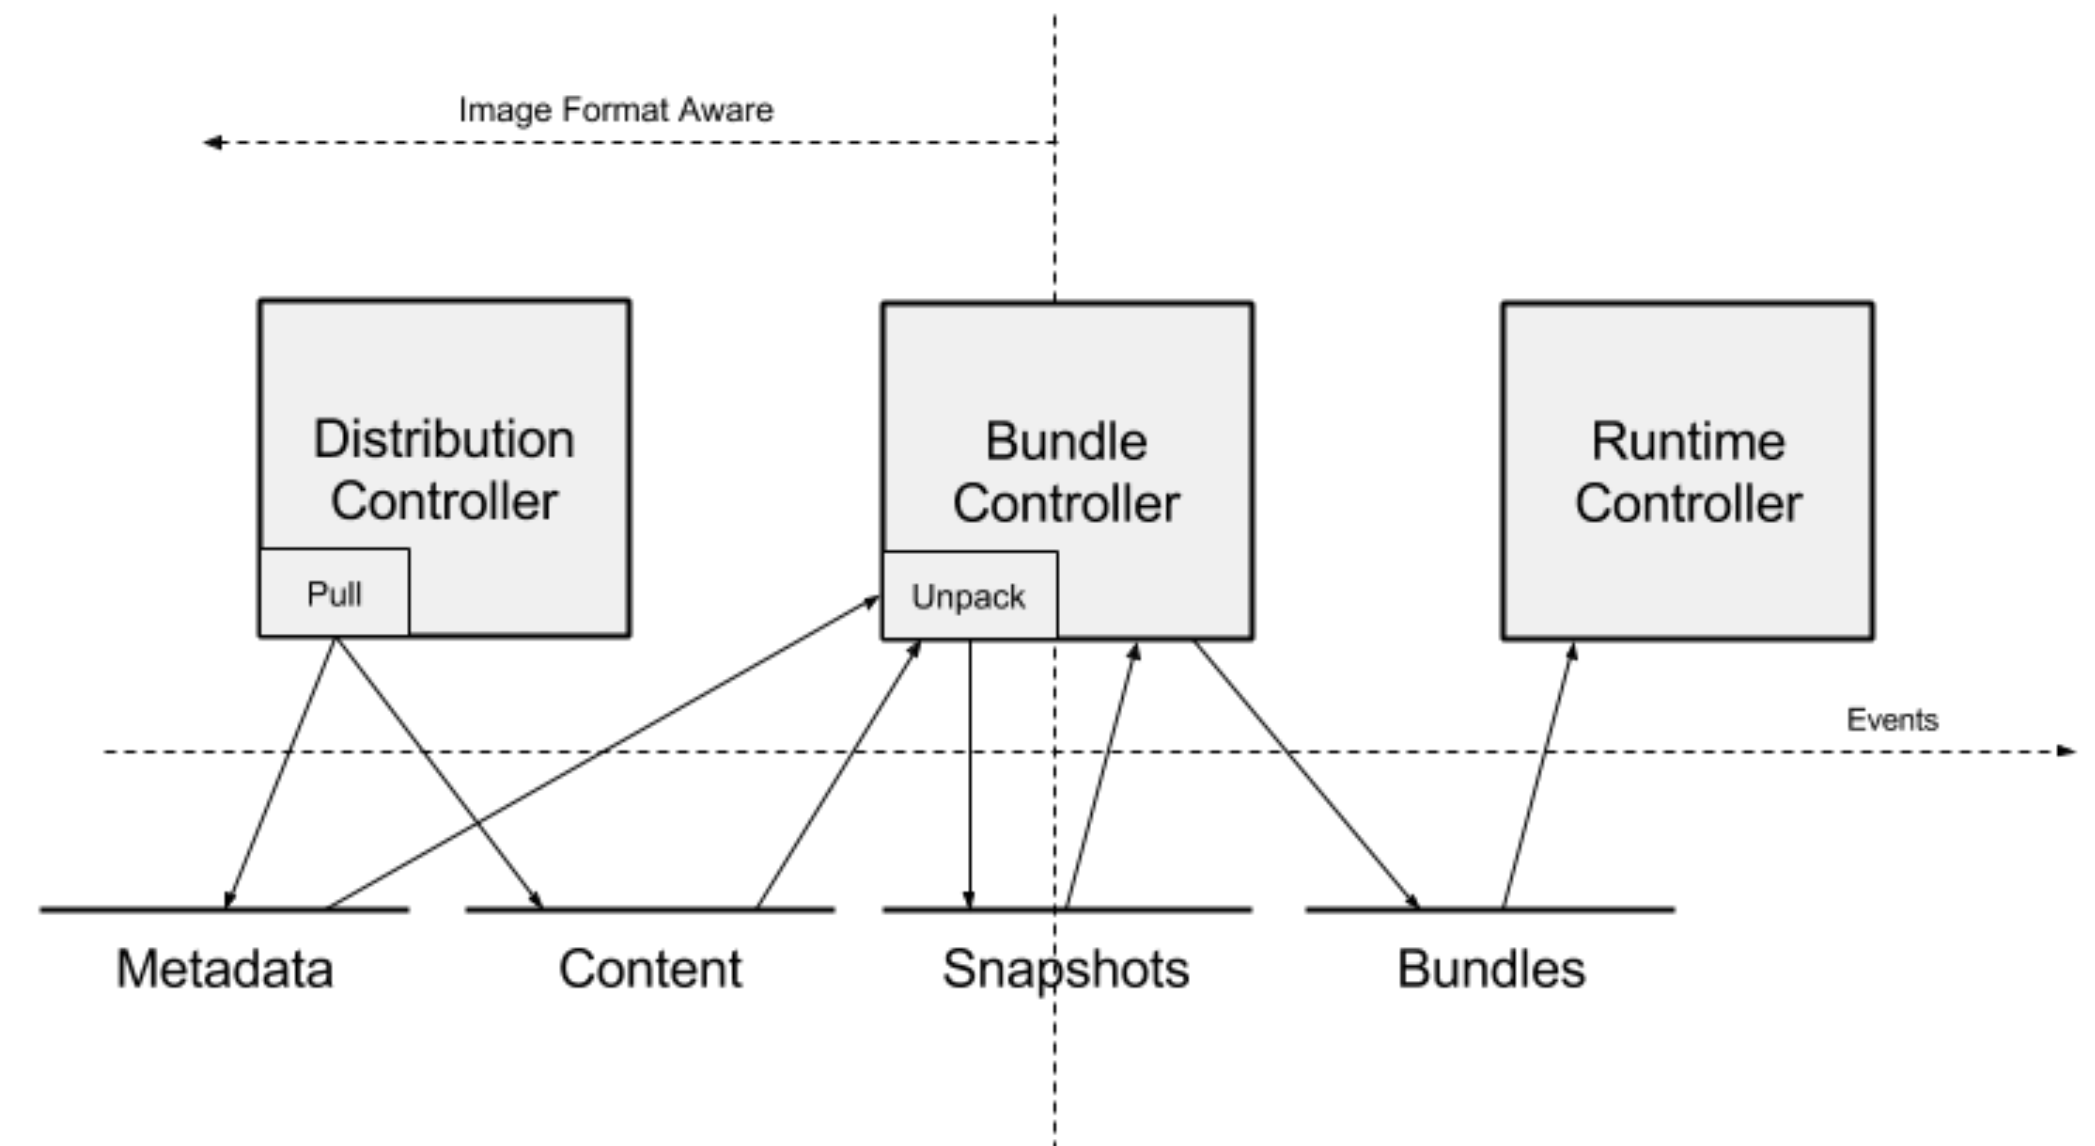 Image Format Aware
Distribution
Controller
Pull
Bundle
Controller
Unpack
Runtime
Controller
Events
Metadata
Content
Snapshots
Bundles